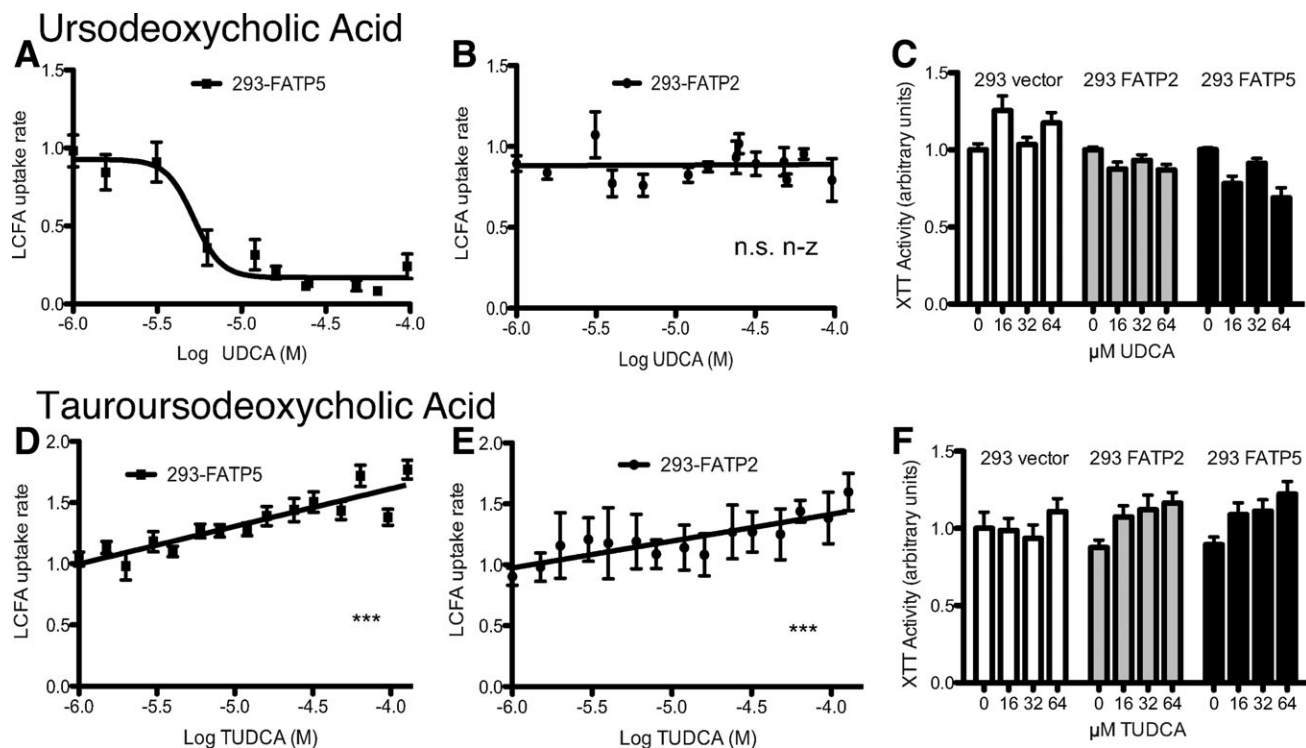 Ursodeoxycholic Acid
A
293-FATP5
LCFA uptake rate
1.5
1.0
0.5
0.0
-6.0 -5.5 -5.0 -4.5 -4.0
Log UDCA (M)
B
293-FATP2
LCFA uptake rate
1.5
1.0
0.5
0.0
n.s. n-z
-6.0 -5.5 -5.0 -4.5 -4.0
Log UDCA (M)
C
293 vector 293 FATP2 293 FATP5
XTT Activity (arbitrary units)
1.5
1.0
0.5
0.0
0 16 32 64 0 16 32 64 0 16 32 64
µM UDCA
Tauroursodeoxycholic Acid
D
293-FATP5
LCFA uptake rate
2.0
1.5
1.0
0.5
0.0
***
-6.0 -5.5 -5.0 -4.5 -4.0
Log TUDCA (M)
E
293-FATP2
LCFA uptake rate
2.0
1.5
1.0
0.5
0.0
***
-6.0 -5.5 -5.0 -4.5 -4.0
Log TUDCA (M)
F
293 vector 293 FATP2 293 FATP5
XTT Activity (arbitrary units)
1.5
1.0
0.5
0.0
0 16 32 64 0 16 32 64 0 16 32 64
µM TUDCA